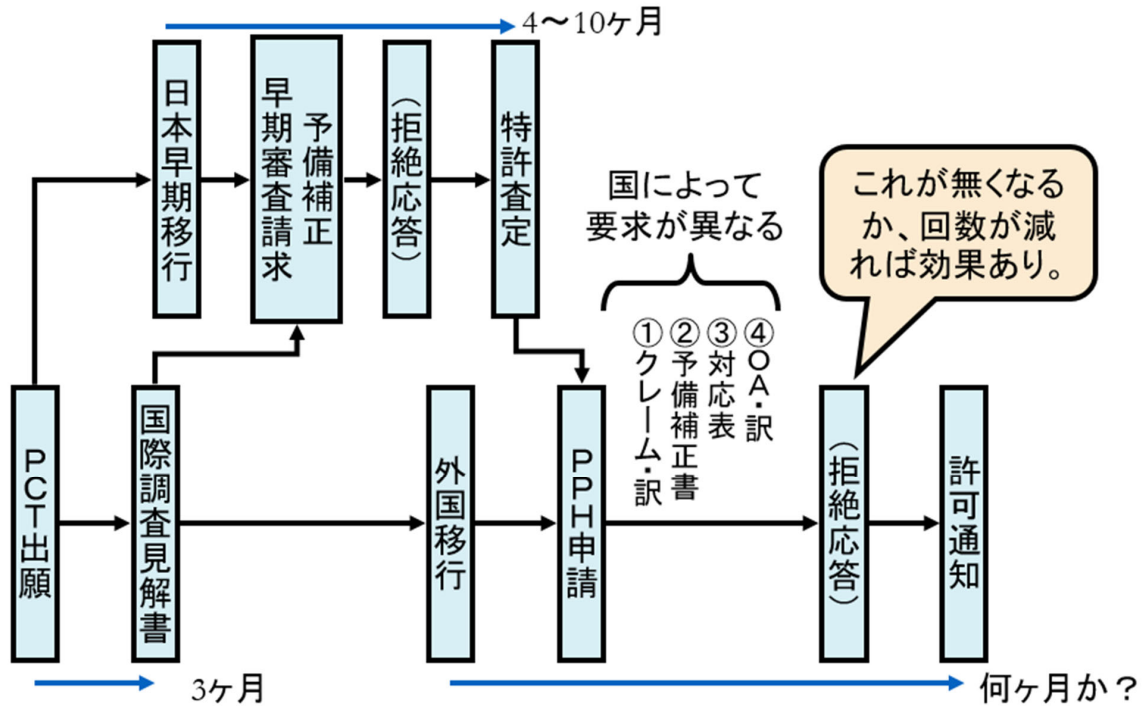 4〜10ヶ月
日本早期移行
早期審査請求
予備補正
（拒絶応答）
特許査定
国によって
要求が異なる
これが無くなる
か、回数が減
れば効果あり。
①クレーム・訳
②予備補正書
③対応表
④OA・訳
PCT出願
国際調査見解書
外国移行
PPH申請
（拒絶応答）
許可通知
3ヶ月
何ヶ月か？